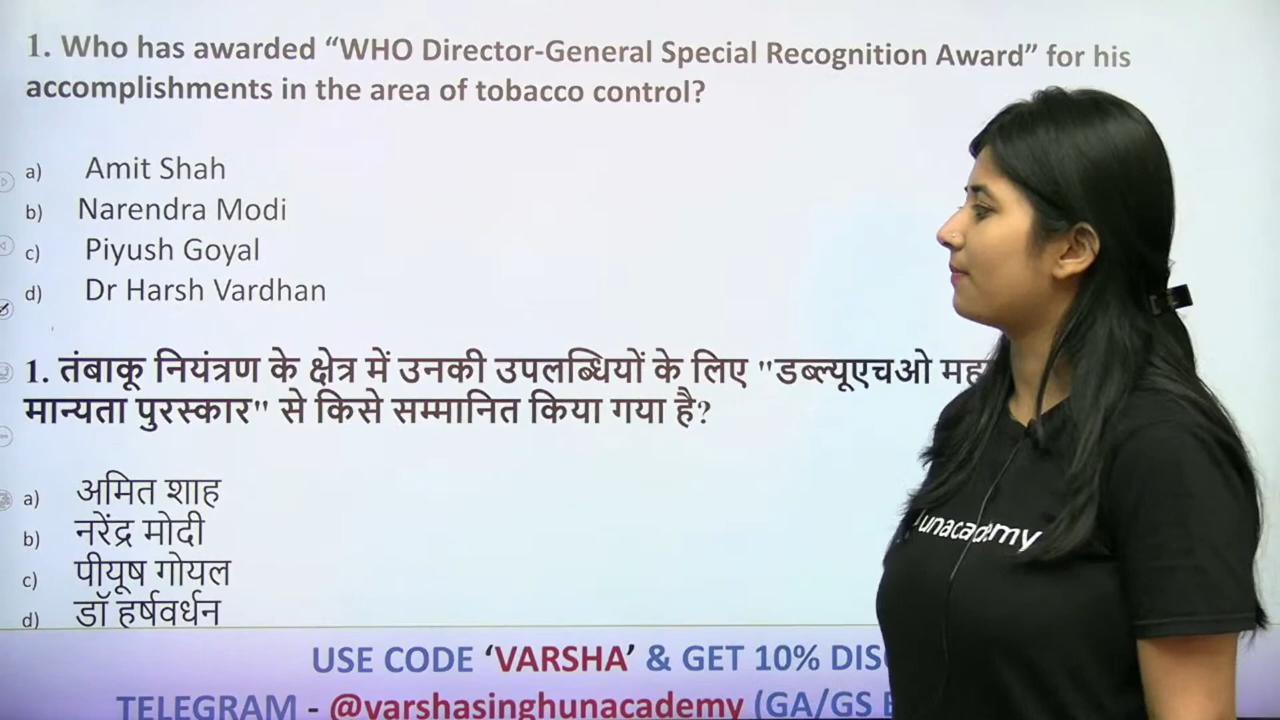 1. Who has awarded “WHO Director-General Special Recognition Award” for his
accomplishments in the area of tobacco control?
a) Amit Shah
b) Narendra Modi
c) Piyush Goyal
d) Dr Harsh Vardhan
1. तंबाकू नियंत्रण के क्षेत्र में उनकी उपलब्धियों के लिए "डब्ल्यूएचओ
मान्यता पुरस्कार" से किसे सम्मानित किया गया है?
a) अमित शाह
b) नरेंद्र मोदी
c) पीयूष गोयल
d) डॉ हर्षवर्धन
unacademy
USE CODE ‘VARSHA’ & GET 10%
TELEGRAM - @varshasinghunacademy (GA/GS